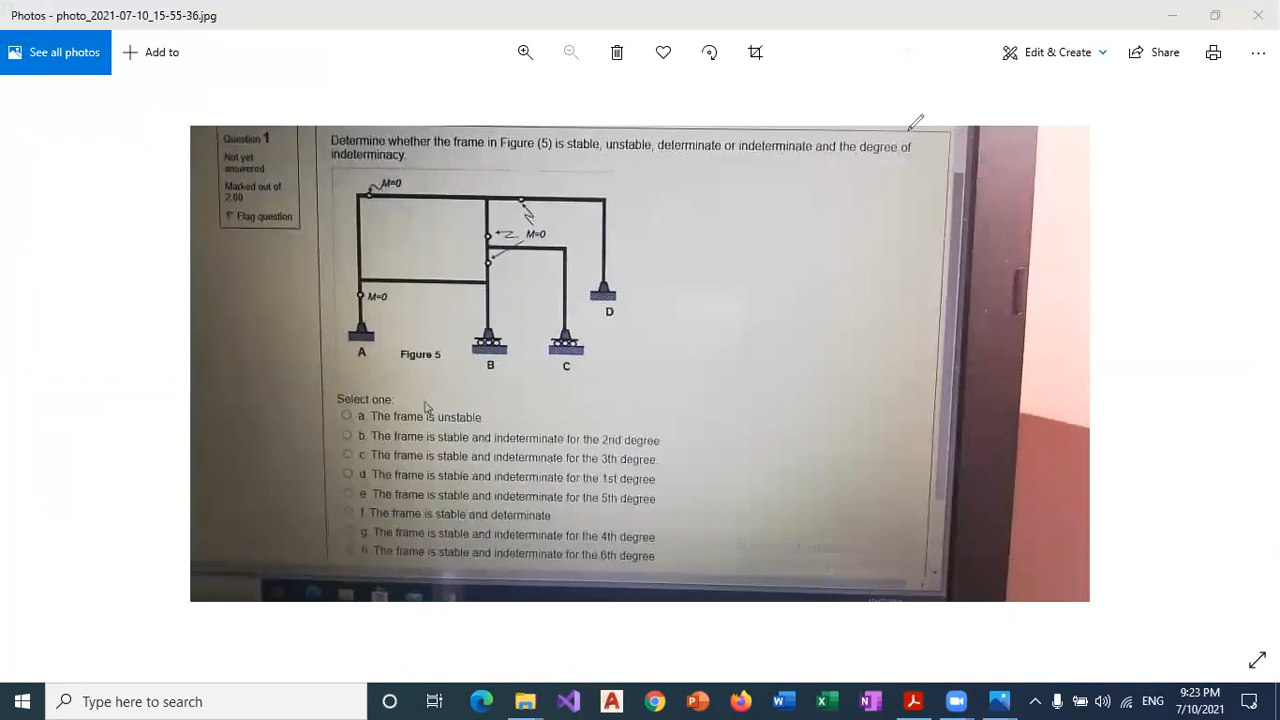 Photos - photo_2021-07-10_15-55-36.jpg
See all photos
Add to
Edit & Create
Share
Question 1
Not yet
answered
Marked out of
2.00
Flag question
Determine whether the frame in Figure (5) is stable, unstable, determinate or indeterminate and the degree of
indeterminacy.
M=0
M=0
M=0
D
A
Figure 5
B
C
Select one:
a. The frame is unstable
b. The frame is stable and indeterminate for the 2nd degree
c. The frame is stable and indeterminate for the 3th degree.
d. The frame is stable and indeterminate for the 1st degree
e. The frame is stable and indeterminate for the 5th degree
f. The frame is stable and determinate
g. The frame is stable and indeterminate for the 4th degree
h. The frame is stable and indeterminate for the 6th degree
Type here to search
ENG
9:23 PM
7/10/2021